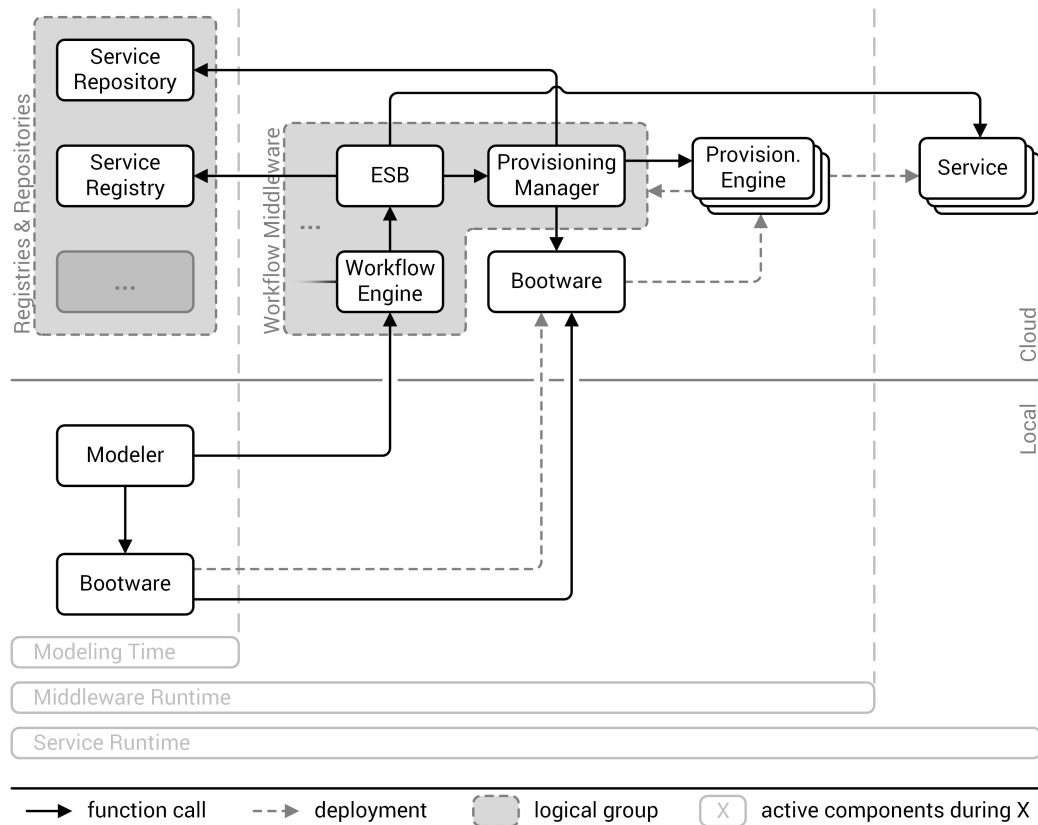 Registries & Repositories
Service
Repository
Service
Registry
...
Workflow Middleware
ESB
Provisioning
Manager
Provision.
Engine
Service
...
Workflow
Engine
Bootware
Cloud
Local
Modeler
Bootware
Modeling Time
Middleware Runtime
Service Runtime
function call
deployment
logical group
X
active components during X